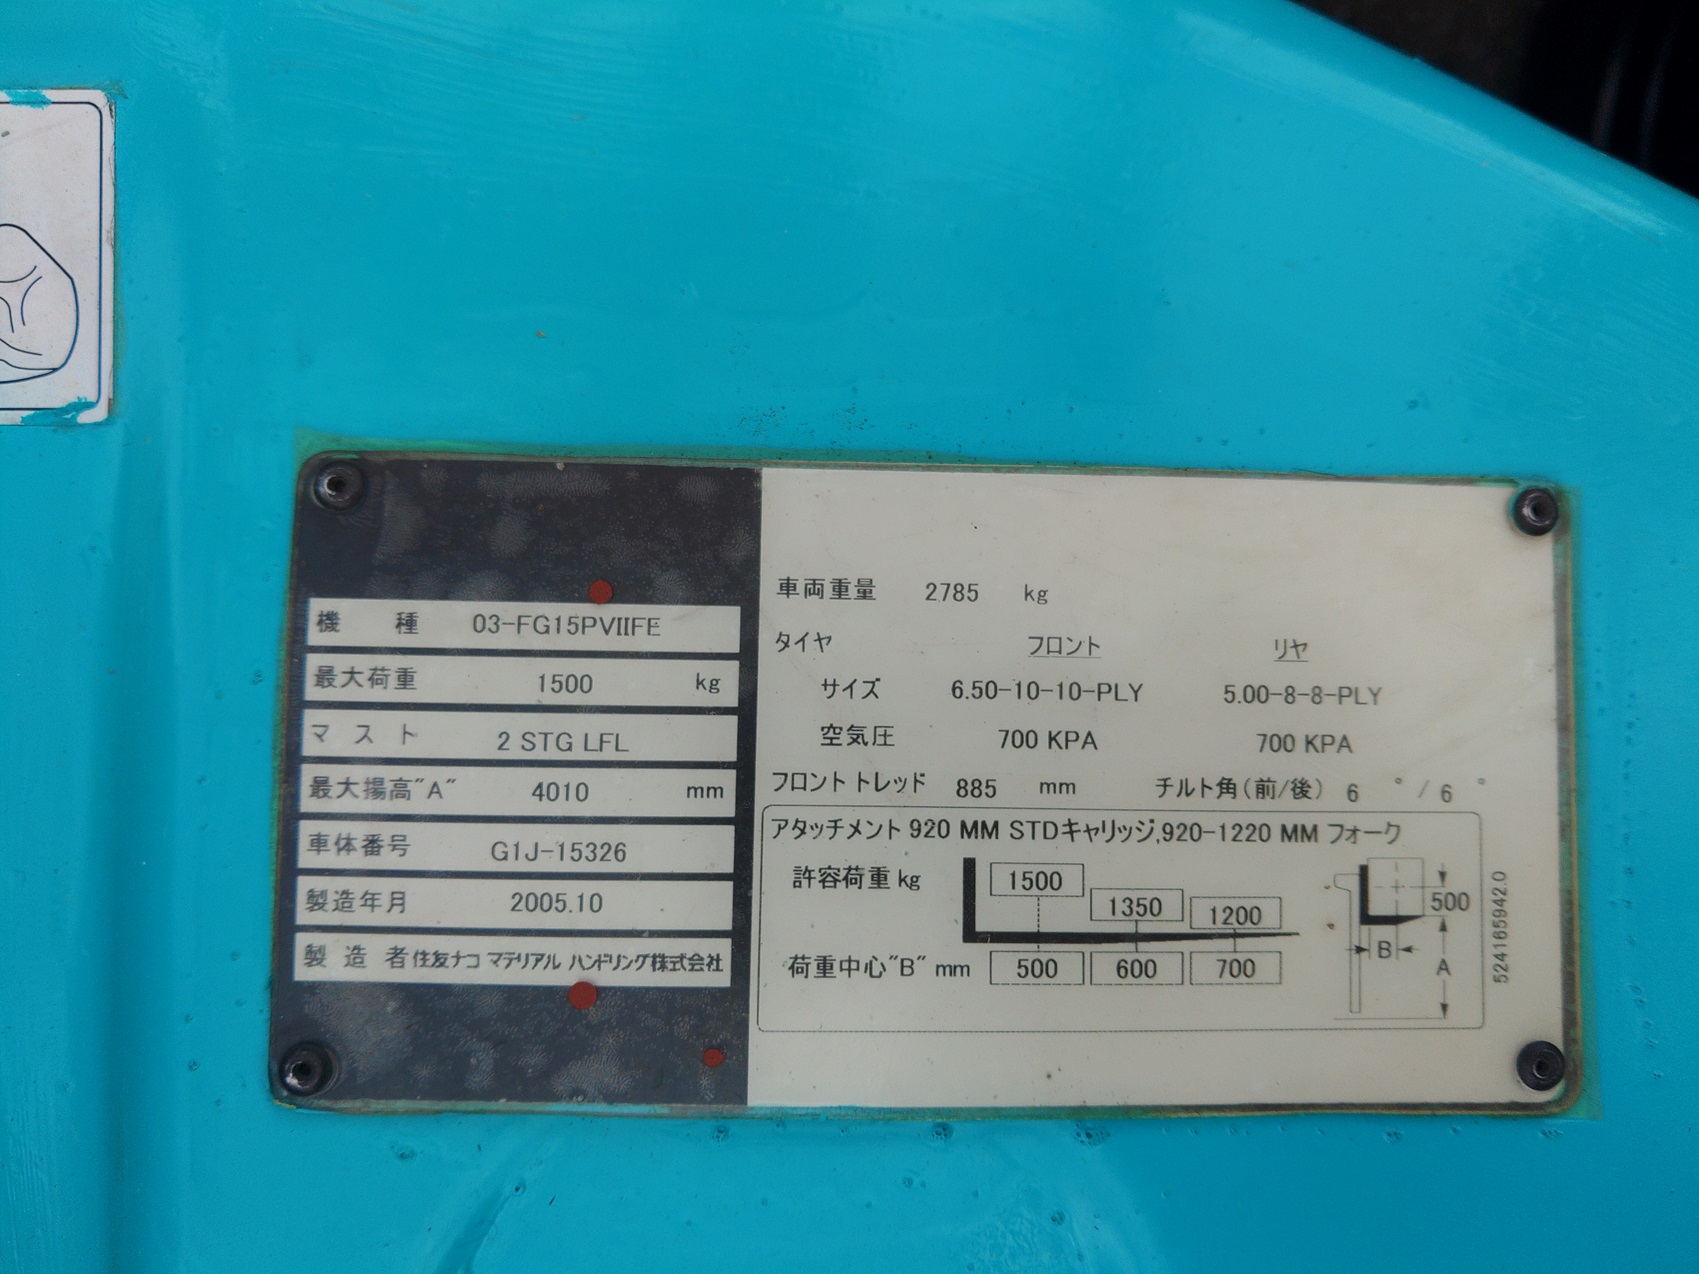 機 種 03-FG15PVIIFE
最大荷重 1500 kg
マ ス ト 2 STG LFL
最大揚高"A" 4010 mm
車体番号 G1J-15326
製造年月 2005.10
製 造 者 住友ナコ マテリアル ハンドリング株式会社
車両重量 2785 kg
タイヤ フロント リヤ
サイズ 6.50-10-10-PLY 5.00-8-8-PLY
空気圧 700 KPA 700 KPA
フロント トレッド 885 mm チルト角(前/後) 6 ° / 6 °
アタッチメント 920 MM STDキャリッジ,920-1220 MM フォーク
許容荷重 kg 1500 1350 1200
荷重中心"B" mm 500 600 700
500
B
A
524165942.0